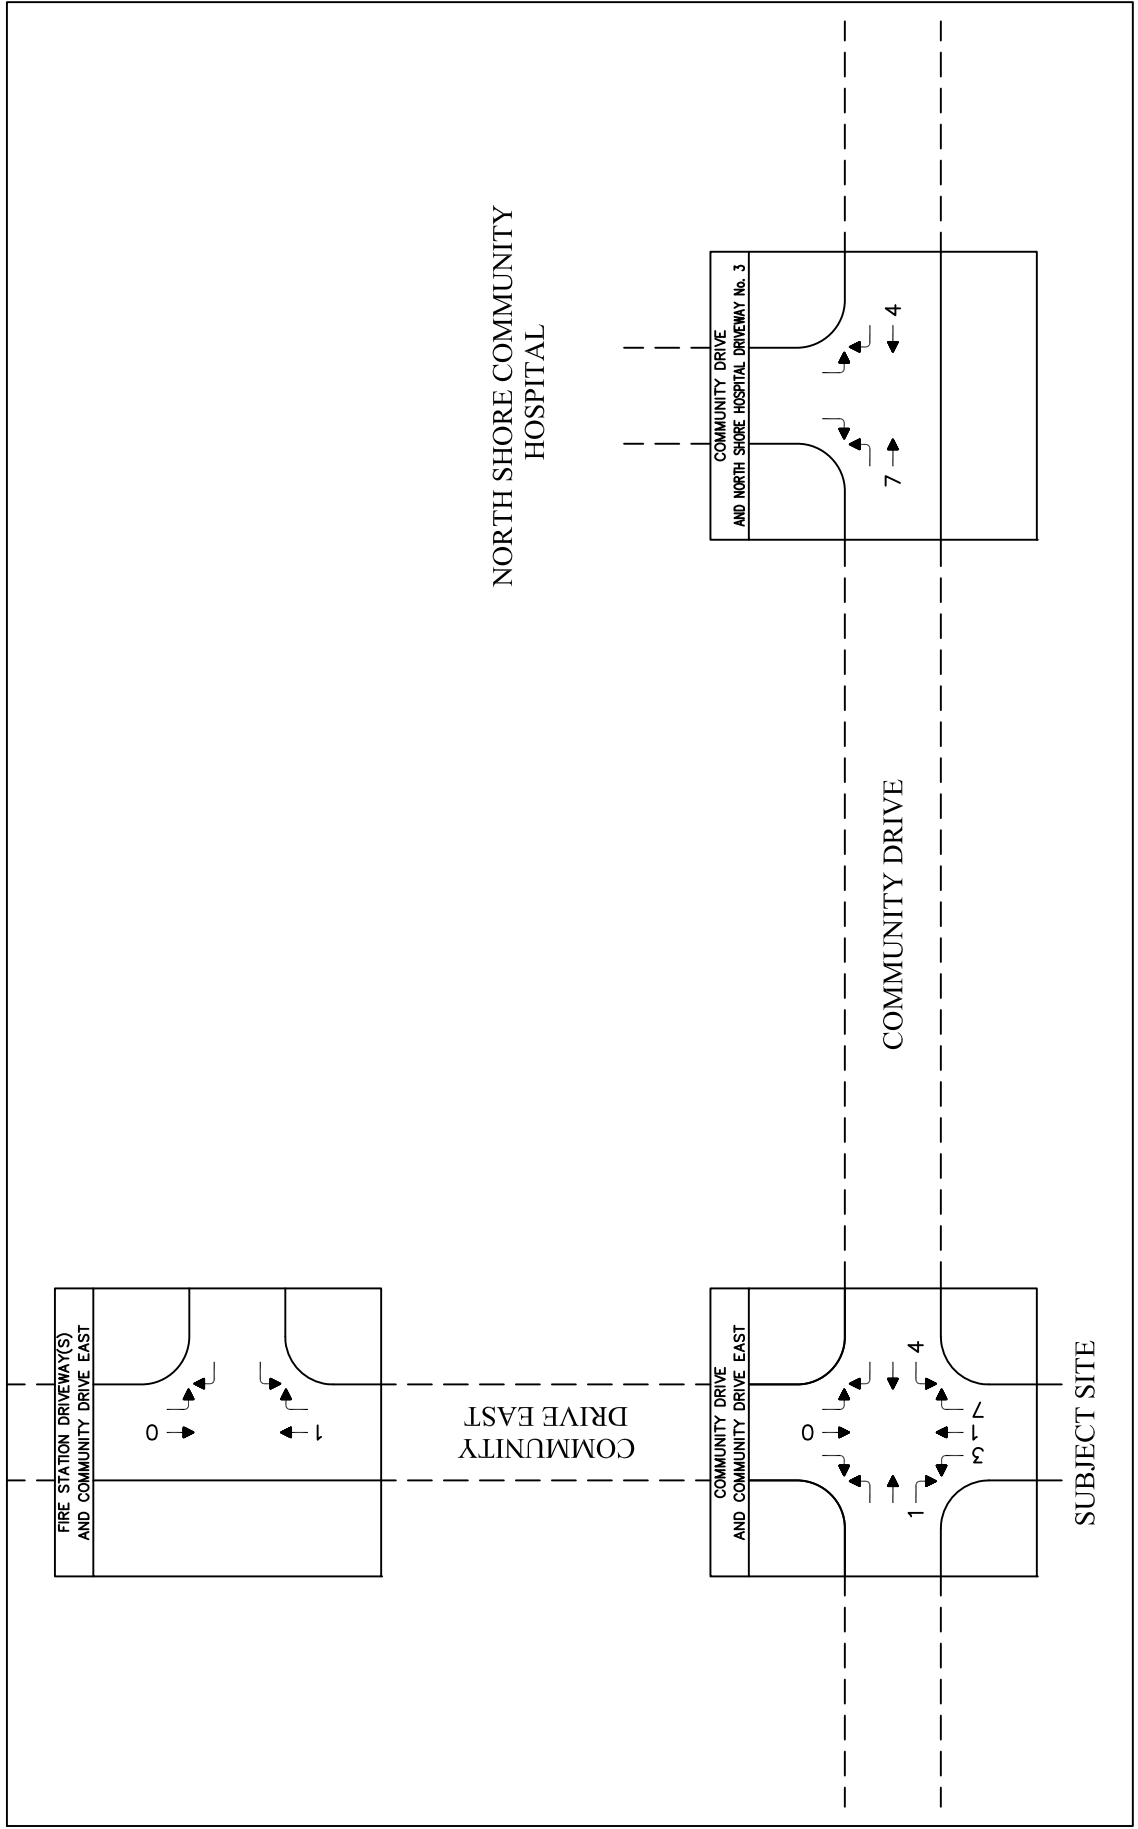 NORTH SHORE COMMUNITY
HOSPITAL
COMMUNITY DRIVE
AND NORTH SHORE HOSPITAL DRIVEWAY No. 3
4
7
COMMUNITY DRIVE
FIRE STATION DRIVEWAY(S)
AND COMMUNITY DRIVE EAST
0
1
COMMUNITY
DRIVE EAST
COMMUNITY DRIVE
AND COMMUNITY DRIVE EAST
0
4
1
7
1
3
SUBJECT SITE